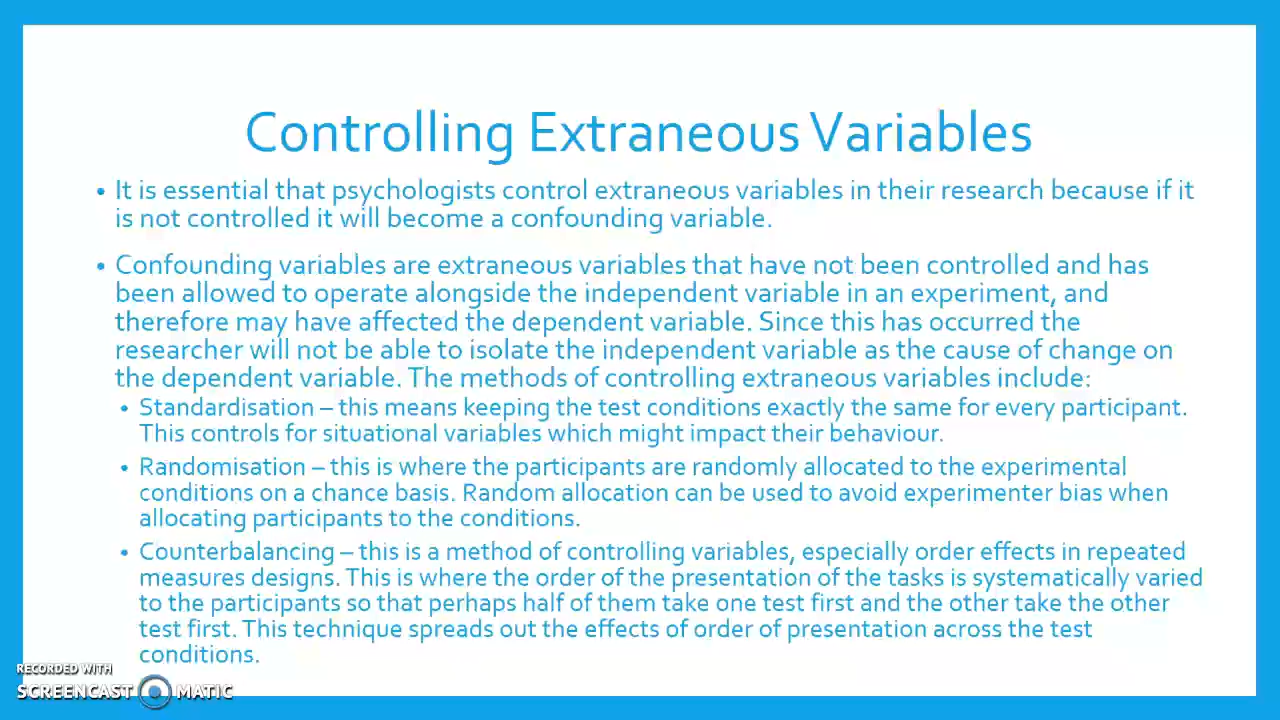 Controlling Extraneous Variables
• It is essential that psychologists control extraneous variables in their research because if it
is not controlled it will become a confounding variable.
• Confounding variables are extraneous variables that have not been controlled and has
been allowed to operate alongside the independent variable in an experiment, and
therefore may have affected the dependent variable. Since this has occurred the
researcher will not be able to isolate the independent variable as the cause of change on
the dependent variable. The methods of controlling extraneous variables include:
• Standardisation – this means keeping the test conditions exactly the same for every participant.
This controls for situational variables which might impact their behaviour.
• Randomisation – this is where the participants are randomly allocated to the experimental
conditions on a chance basis. Random allocation can be used to avoid experimenter bias when
allocating participants to the conditions.
• Counterbalancing – this is a method of controlling variables, especially order effects in repeated
measures designs. This is where the order of the presentation of the tasks is systematically varied
to the participants so that perhaps half of them take one test first and the other take the other
test first. This technique spreads out the effects of order of presentation across the test
conditions.
RECORDED WITH
SCREENCAST MATIC